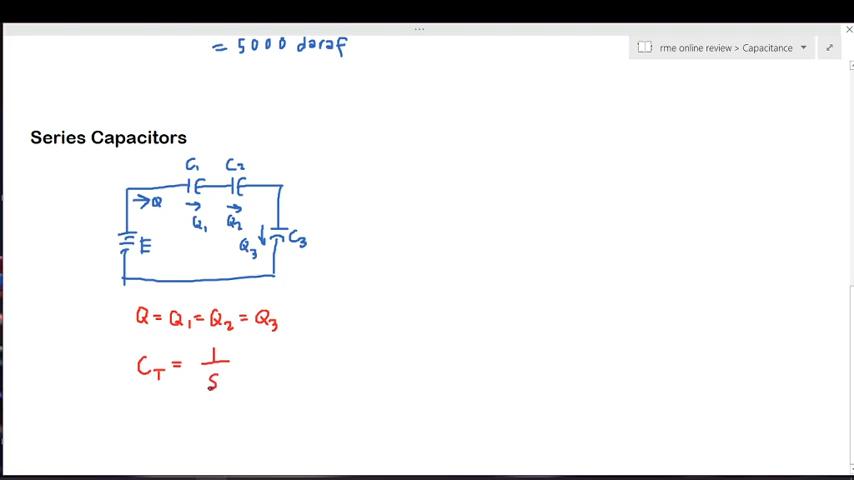 = 5000 daraf
rme online review > Capacitance
Series Capacitors
C1 C2
Q
Q1 Q2
E
Q3 C3
Q = Q1 = Q2 = Q3
CT = 1/S